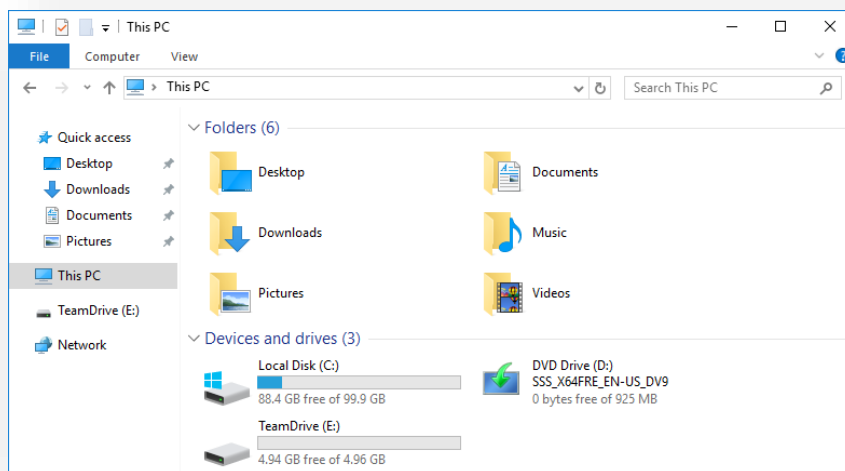 This PC
File Computer View
This PC
Search This PC
Quick access
Desktop
Downloads
Documents
Pictures
This PC
TeamDrive (E:)
Network
Folders (6)
Desktop
Documents
Downloads
Music
Pictures
Videos
Devices and drives (3)
Local Disk (C:)
88.4 GB free of 99.9 GB
DVD Drive (D:)
SSS_X64FRE_EN-US_DV9
0 bytes free of 925 MB
TeamDrive (E:)
4.94 GB free of 4.96 GB